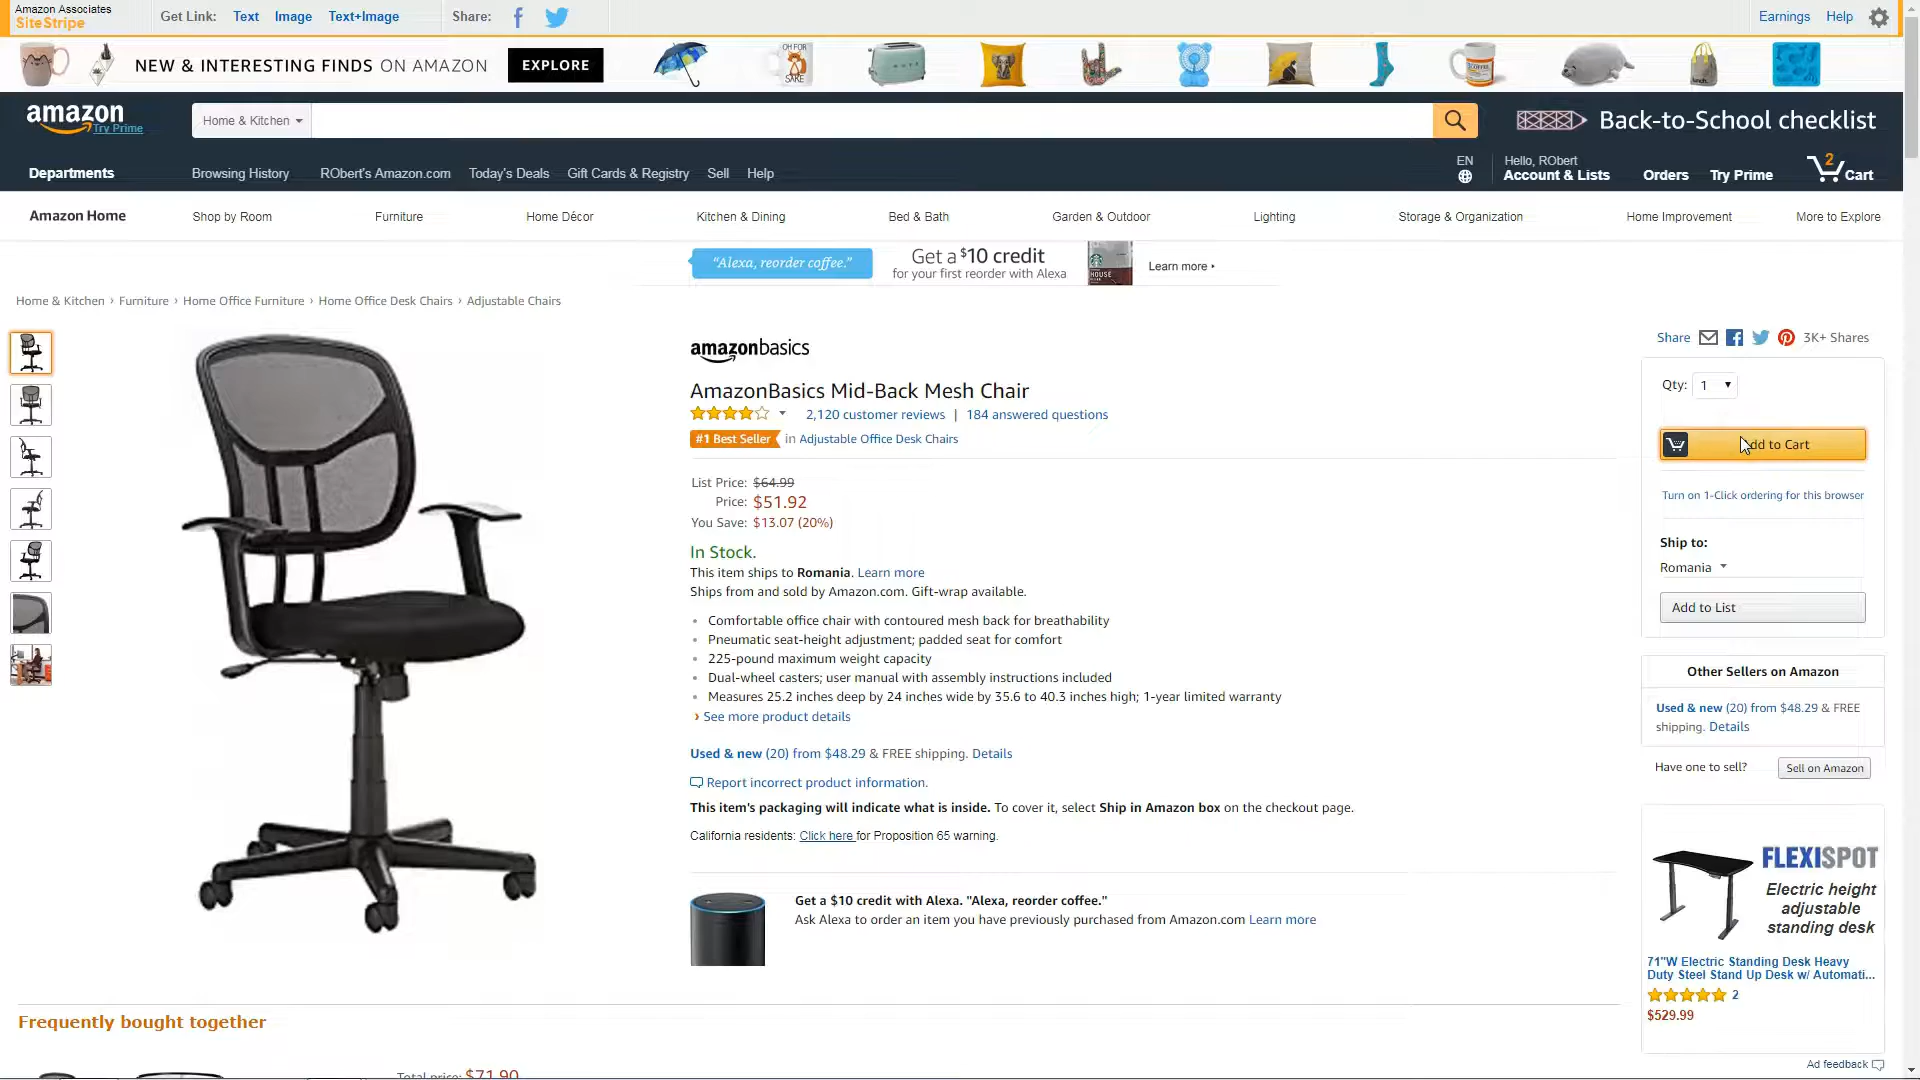 Amazon Associates
SiteStripe
Get Link: Text Image Text+Image
Share:
Earnings Help
NEW & INTERESTING FINDS ON AMAZON EXPLORE
OH FOR
SAKE
amazon
Try Prime
Home & Kitchen
Back-to-School checklist
Departments
Browsing History RObert's Amazon.com Today's Deals Gift Cards & Registry Sell Help
EN
Hello, RObert
Account & Lists
Orders Try Prime
2
Cart
Amazon Home Shop by Room Furniture Home Décor Kitchen & Dining Bed & Bath Garden & Outdoor Lighting Storage & Organization Home Improvement More to Explore
"Alexa, reorder coffee."
Get a $10 credit
for your first reorder with Alexa
HOUSE
Learn more ▸
Home & Kitchen › Furniture › Home Office Furniture › Home Office Desk Chairs › Adjustable Chairs
amazonbasics
AmazonBasics Mid-Back Mesh Chair
2,120 customer reviews | 184 answered questions
#1 Best Seller in Adjustable Office Desk Chairs
List Price: $64.99
Price: $51.92
You Save: $13.07 (20%)
In Stock.
This item ships to Romania. Learn more
Ships from and sold by Amazon.com. Gift-wrap available.
• Comfortable office chair with contoured mesh back for breathability
• Pneumatic seat-height adjustment; padded seat for comfort
• 225-pound maximum weight capacity
• Dual-wheel casters; user manual with assembly instructions included
• Measures 25.2 inches deep by 24 inches wide by 35.6 to 40.3 inches high; 1-year limited warranty
› See more product details
Used & new (20) from $48.29 & FREE shipping. Details
Report incorrect product information.
This item's packaging will indicate what is inside. To cover it, select Ship in Amazon box on the checkout page.
California residents: Click here for Proposition 65 warning.
Get a $10 credit with Alexa. "Alexa, reorder coffee."
Ask Alexa to order an item you have previously purchased from Amazon.com Learn more
Share 3K+ Shares
Qty: 1
dd to Cart
Turn on 1-Click ordering for this browser
Ship to:
Romania
Add to List
Other Sellers on Amazon
Used & new (20) from $48.29 & FREE
shipping. Details
Have one to sell? Sell on Amazon
FLEXISPOT
Electric height
adjustable
standing desk
71"W Electric Standing Desk Heavy
Duty Steel Stand Up Desk w/ Automati...
2
$529.99
Ad feedback
Frequently bought together
Total price: $71.90